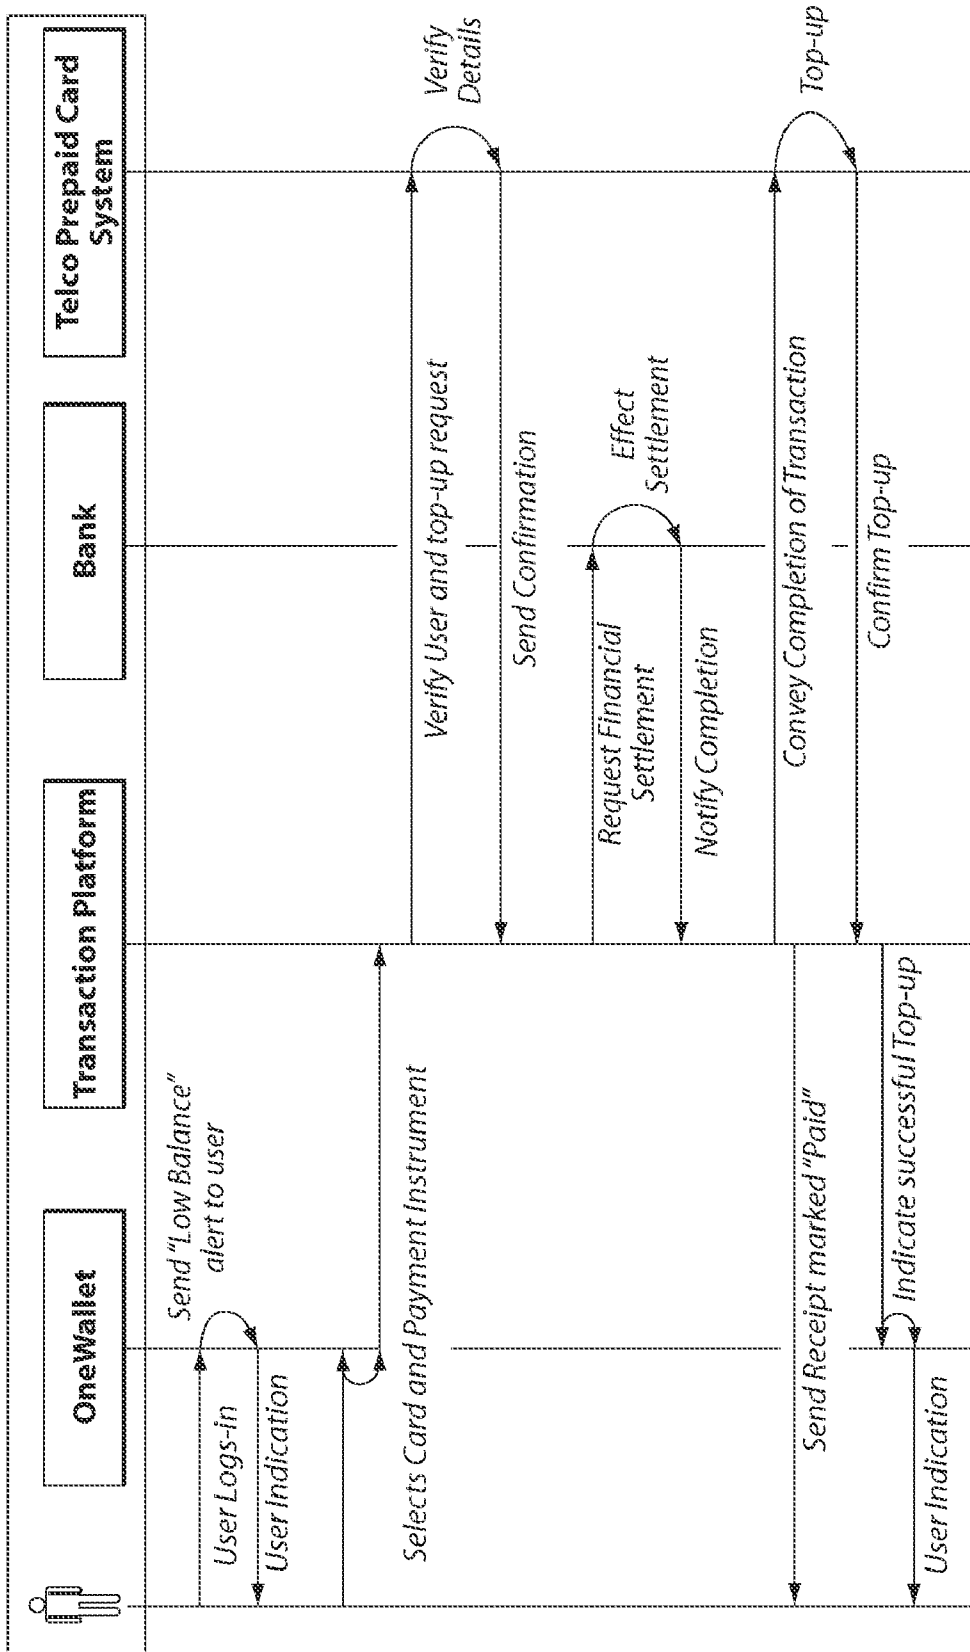 OneWallet
Transaction Platform
Bank
Telco Prepaid Card
System
Send “Low Balance”
alert to user
User Logs-in
User Indication
Selects Card and Payment Instrument
Verify User and top-up request
Verify
Details
Send Confirmation
Request Financial
Settlement
Effect
Settlement
Notify Completion
Convey Completion of Transaction
Top-up
Send Receipt marked “Paid”
Confirm Top-up
Indicate successful Top-up
User Indication